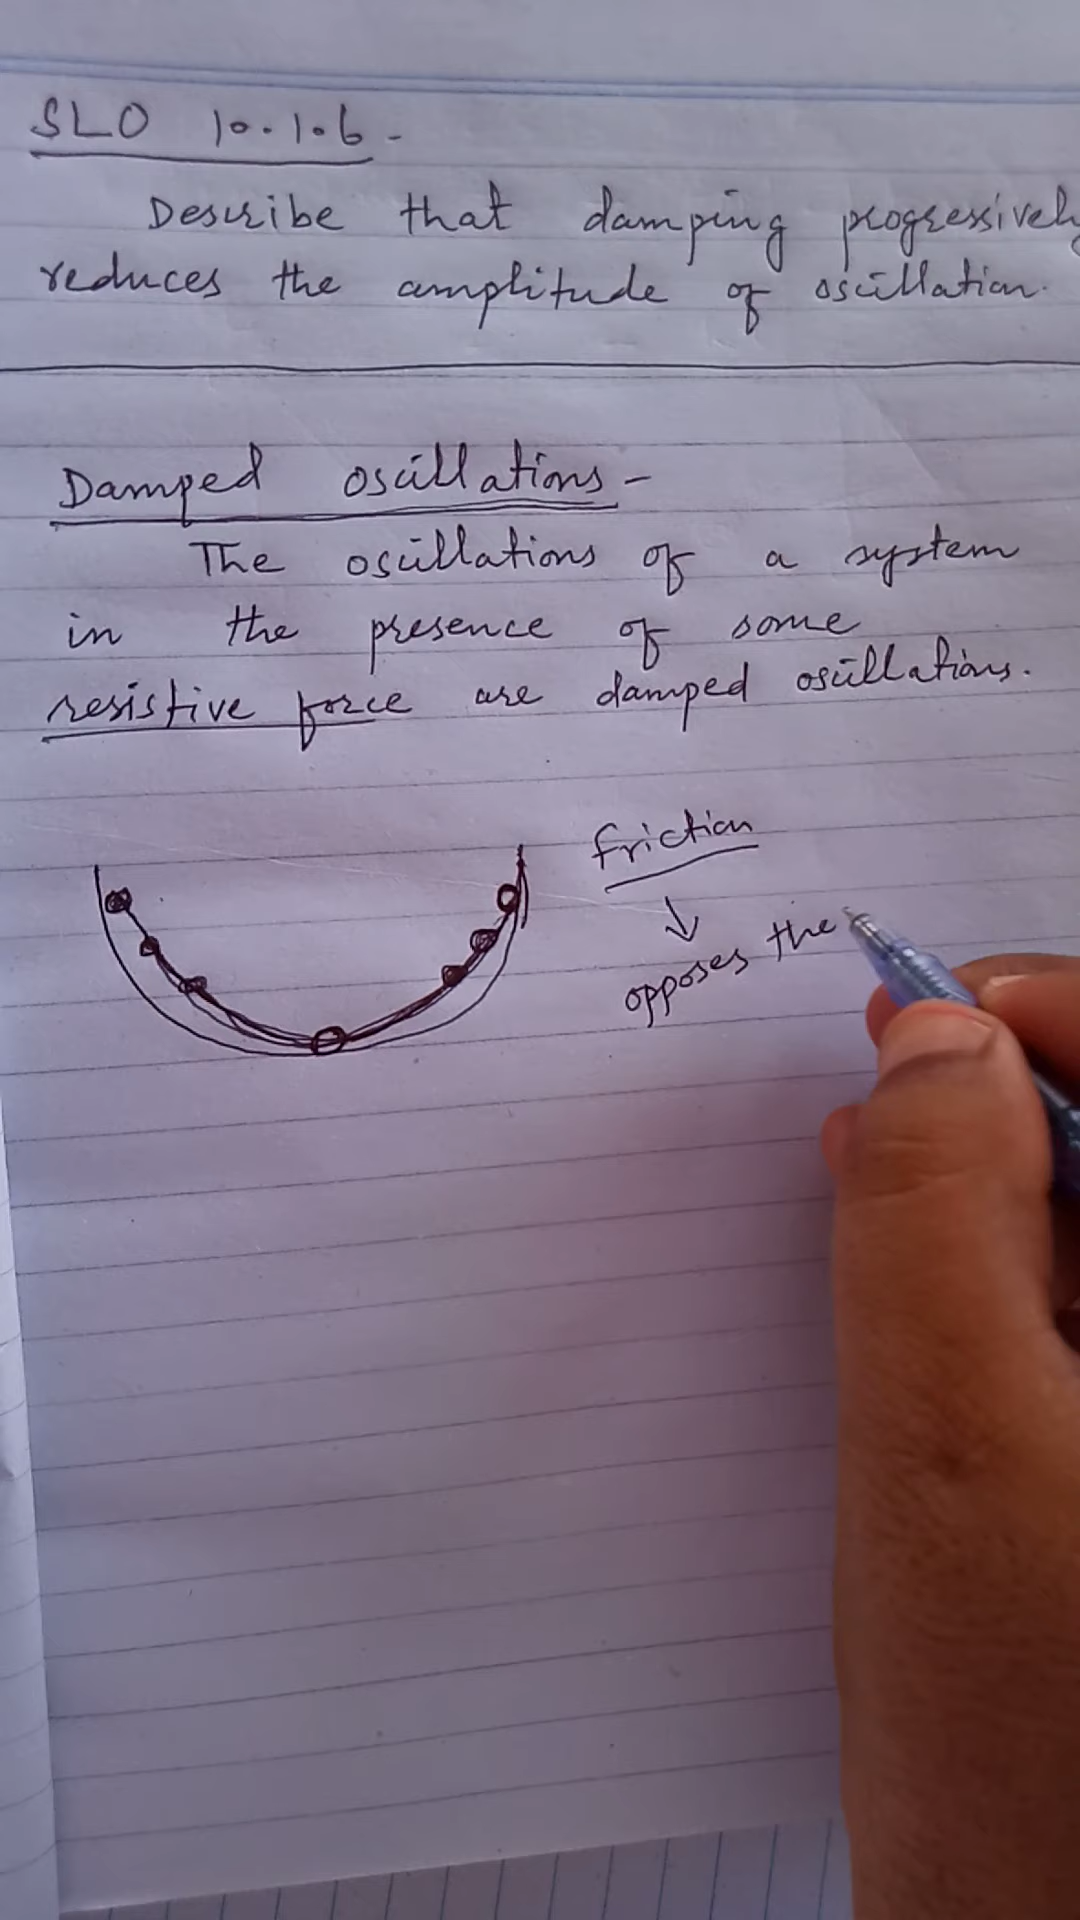 SLO 10.1.6-
Describe that damping progressively
reduces the amplitude of oscillation.
Damped oscillations-
The oscillations of a system
in the presence of some
resistive force are damped oscillations.
friction
↓
opposes the